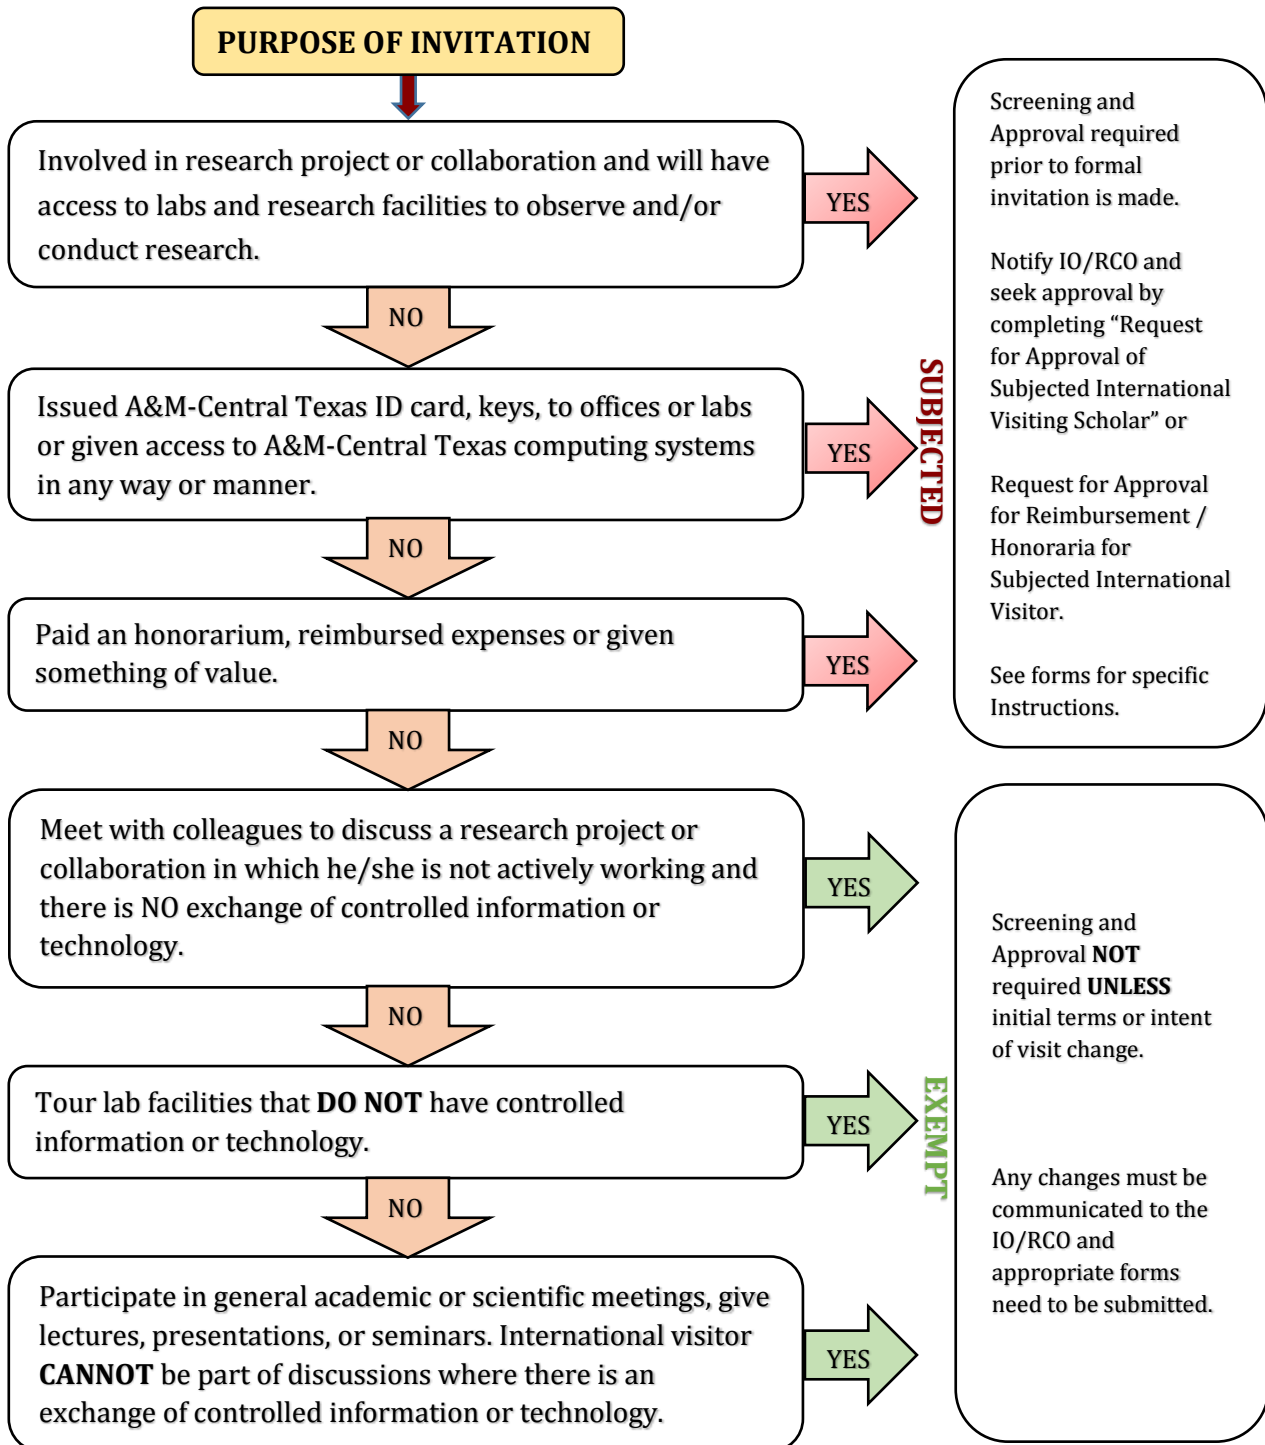 PURPOSE OF INVITATION
Involved in research project or collaboration and will have
access to labs and research facilities to observe and/or
conduct research.
YES
NO
Issued A&M-Central Texas ID card, keys, to offices or labs
or given access to A&M-Central Texas computing systems
in any way or manner.
YES
NO
Paid an honorarium, reimbursed expenses or given
something of value.
YES
NO
SUBJECTED
Screening and
Approval required
prior to formal
invitation is made.
Notify IO/RCO and
seek approval by
completing “Request
for Approval of
Subjected International
Visiting Scholar” or
Request for Approval
for Reimbursement /
Honoraria for
Subjected International
Visitor.
See forms for specific
Instructions.
Meet with colleagues to discuss a research project or
collaboration in which he/she is not actively working and
there is NO exchange of controlled information or
technology.
YES
NO
Tour lab facilities that DO NOT have controlled
information or technology.
YES
NO
Participate in general academic or scientific meetings, give
lectures, presentations, or seminars. International visitor
CANNOT be part of discussions where there is an
exchange of controlled information or technology.
YES
EXEMPT
Screening and
Approval NOT
required UNLESS
initial terms or intent
of visit change.
Any changes must be
communicated to the
IO/RCO and
appropriate forms
need to be submitted.